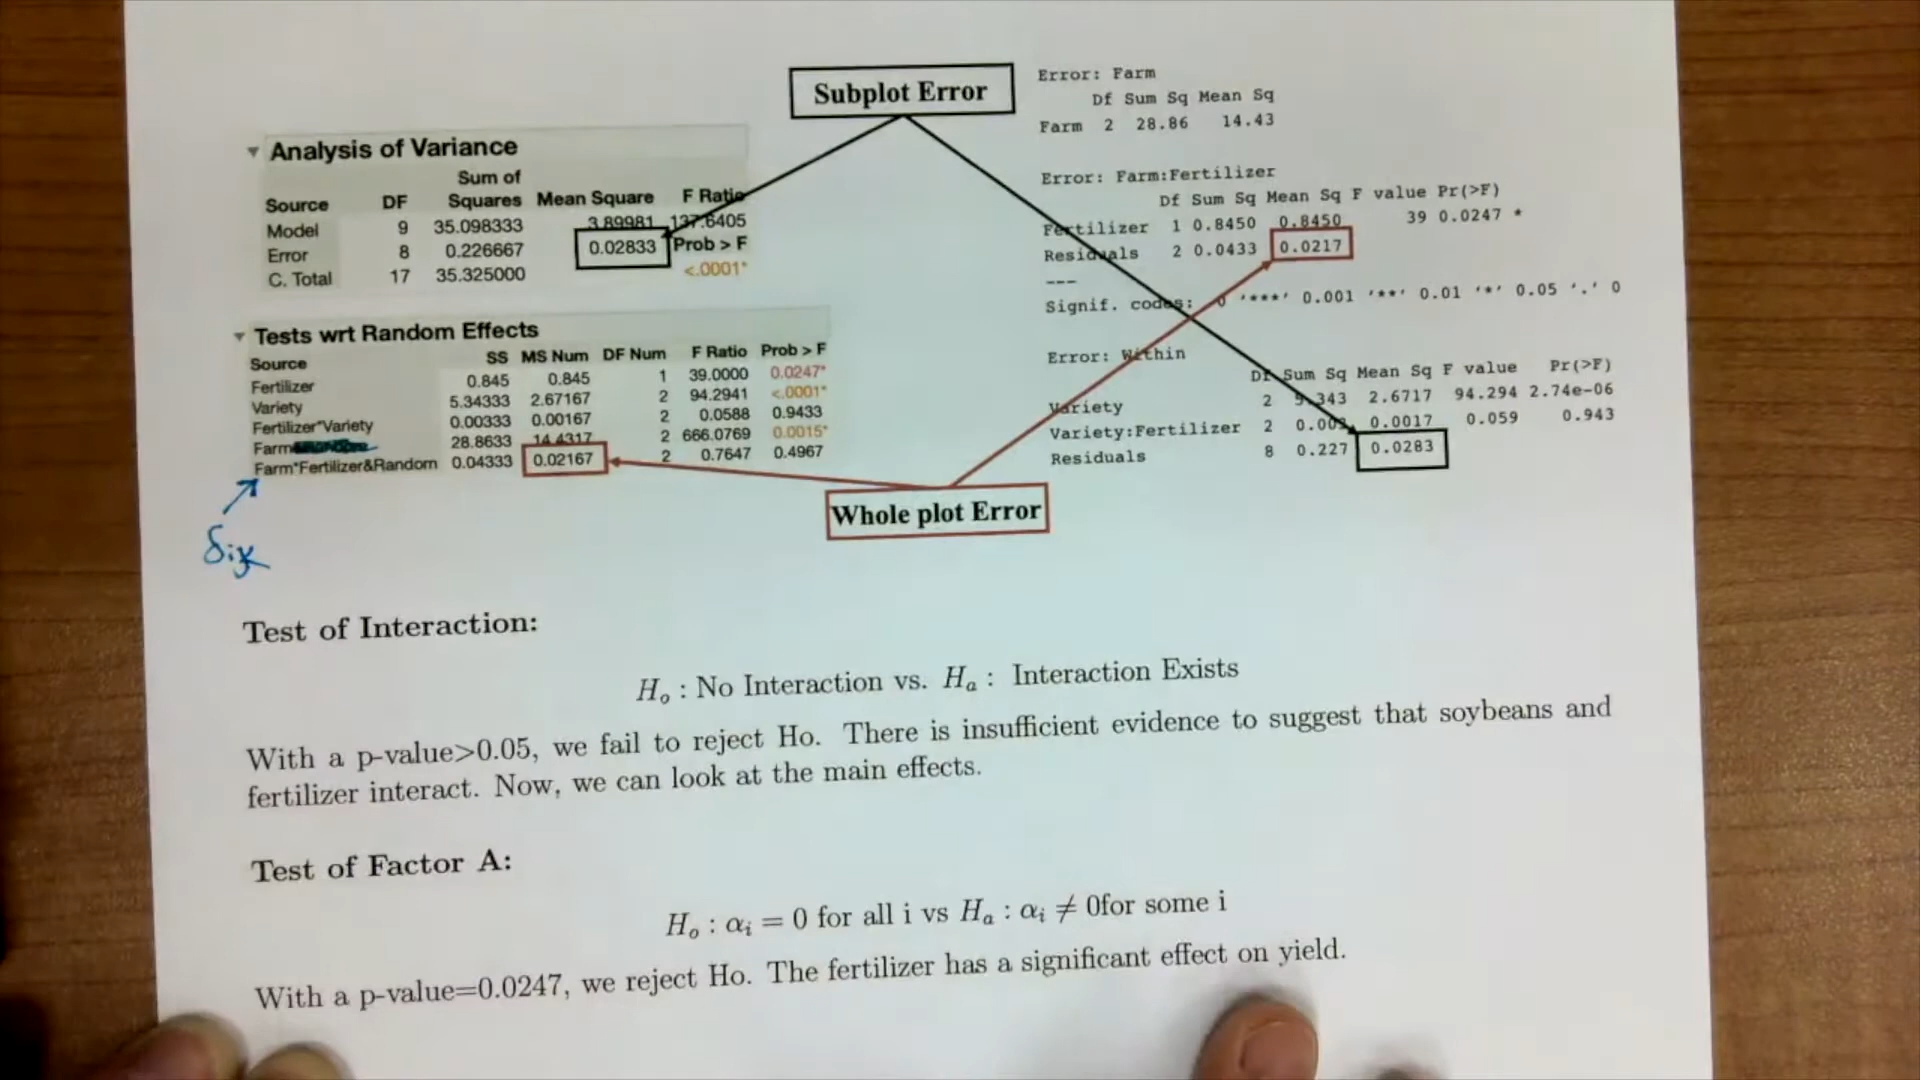 Subplot Error
Analysis of Variance
Source DF Sum of Squares Mean Square F Ratio
Model 9 35.098333 3.89981 137.6405
Error 8 0.226667 0.02833 Prob > F
C. Total 17 35.325000 <.0001*
Tests wrt Random Effects
Source SS MS Num DF Num F Ratio Prob > F
Fertilizer 0.845 0.845 1 39.0000 0.0247*
Variety 5.34333 2.67167 2 94.2941 <.0001*
Fertilizer*Variety 0.00333 0.00167 2 0.0588 0.9433
Farm 28.8633 14.4317 2 666.0769 0.0015*
Farm*Fertilizer&Random 0.04333 0.02167 2 0.7647 0.4967
Error: Farm
Df Sum Sq Mean Sq
Farm 2 28.86 14.43
Error: Farm:Fertilizer
Df Sum Sq Mean Sq F value Pr(>F)
Fertilizer 1 0.8450 0.8450 39 0.0247 *
Residuals 2 0.0433 0.0217
---
Signif. codes: 0 '***' 0.001 '**' 0.01 '*' 0.05 '.' 0
Error: Within
Df Sum Sq Mean Sq F value Pr(>F)
Variety 2 5.343 2.6717 94.294 2.74e-06
Variety:Fertilizer 2 0.003 0.0017 0.059 0.943
Residuals 8 0.227 0.0283
Whole plot Error
δik
Test of Interaction:
Ho : No Interaction vs. Ha : Interaction Exists
With a p-value>0.05, we fail to reject Ho. There is insufficient evidence to suggest that soybeans and
fertilizer interact. Now, we can look at the main effects.
Test of Factor A:
Ho : αi = 0 for all i vs Ha : αi ≠ 0for some i
With a p-value=0.0247, we reject Ho. The fertilizer has a significant effect on yield.